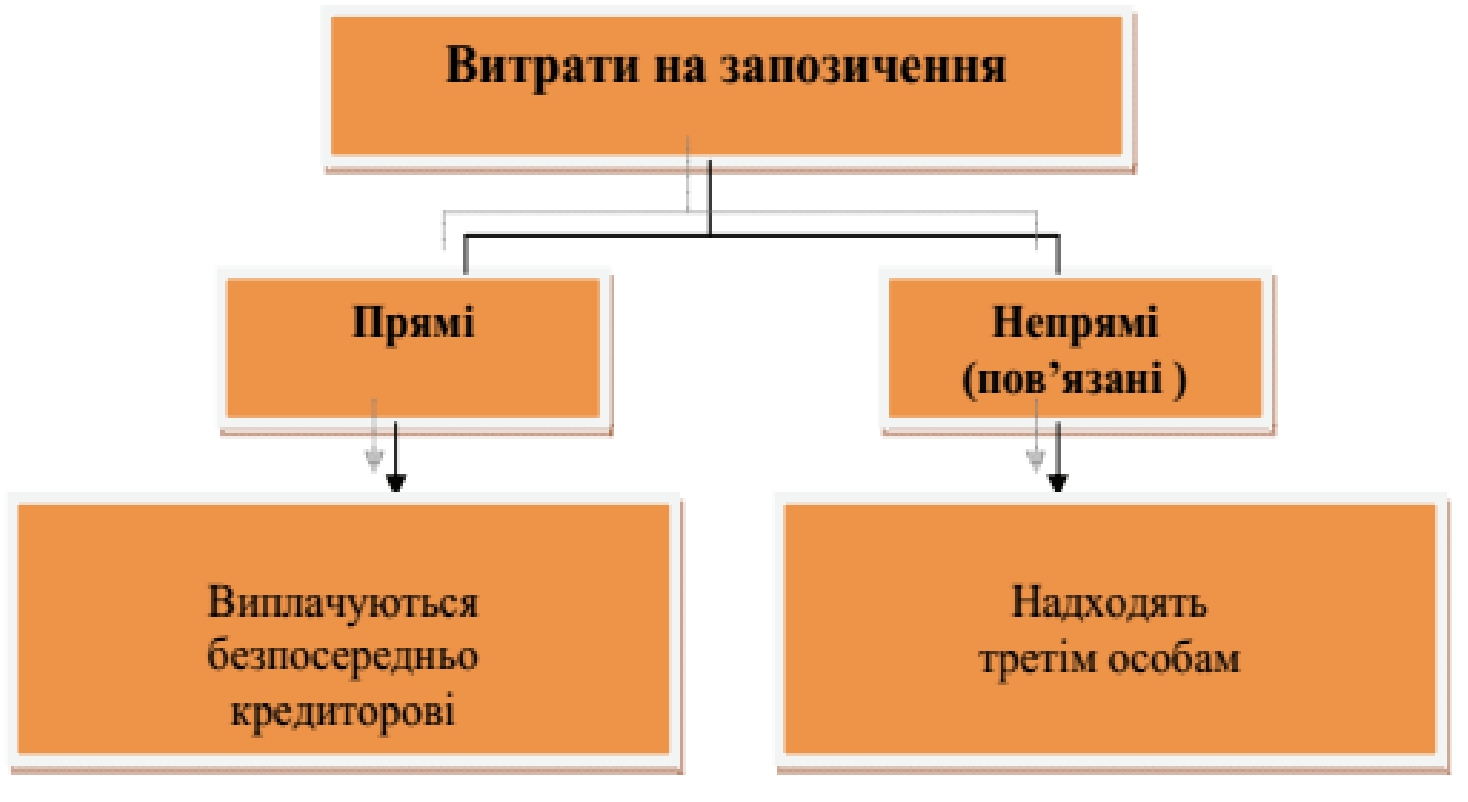 Витрати на запозичення
Прямі
Непрямі
(пов’язані )
Виплачуються
безпосередньо
кредиторові
Надходять
третім особам